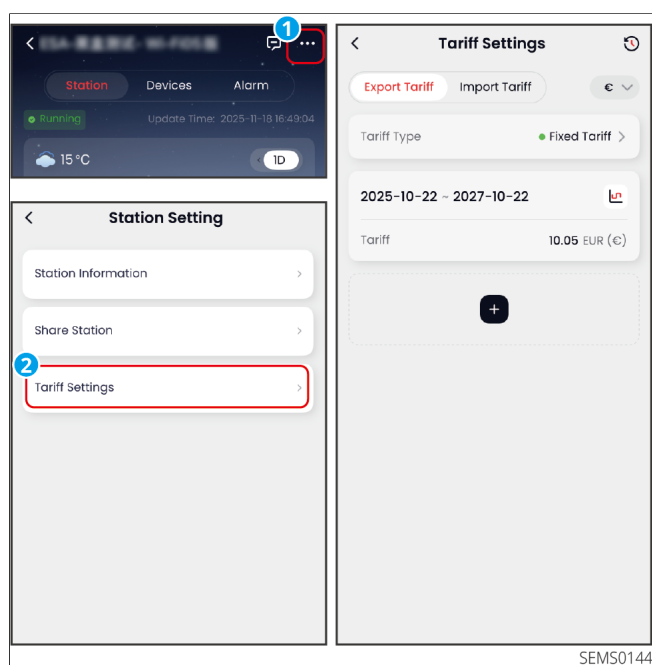 1
Station Devices Alarm
Running Update Time: 2025-11-18 16:49:04
15 °C 1D
Station Setting
Station Information
Share Station
2
Tariff Settings
Tariff Settings
Export Tariff Import Tariff €
Tariff Type Fixed Tariff
2025-10-22 ~ 2027-10-22
Tariff 10.05 EUR (€)
+
SEMS0144